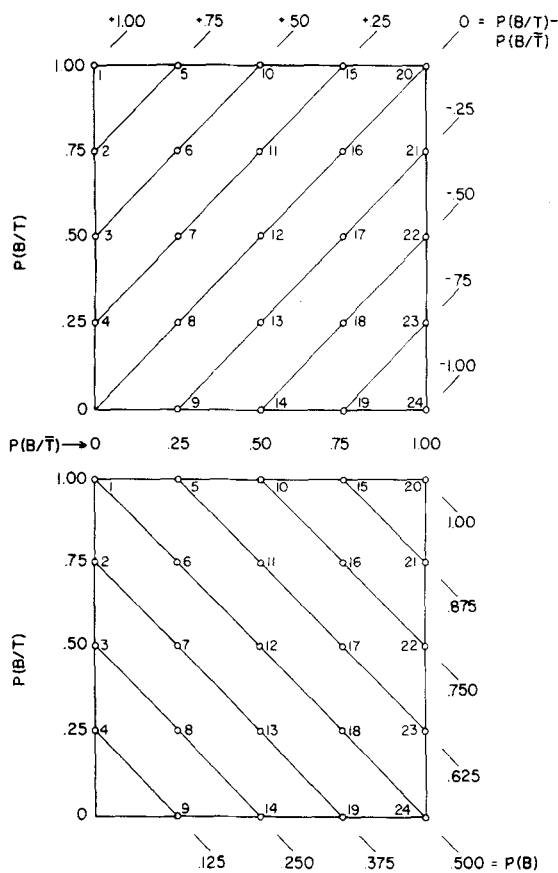 +1.00 +.75 +.50 +.25 0 = P(B/T)-
P(B/T̅)
1.00 1 5 10 15 20
-.25
.75 2 6 11 16 21
-.50
P(B/T)
.50 3 7 12 17 22
-.75
.25 4 8 13 18 23
-1.00
0 9 14 19 24
P(B/T̅)→ 0 .25 .50 .75 1.00
1.00 1 5 10 15 20
1.00
.75 2 6 11 16 21
.875
P(B/T)
.50 3 7 12 17 22
.750
.25 4 8 13 18 23
.625
0 9 14 19 24
.125 .250 .375 .500 = P(B)